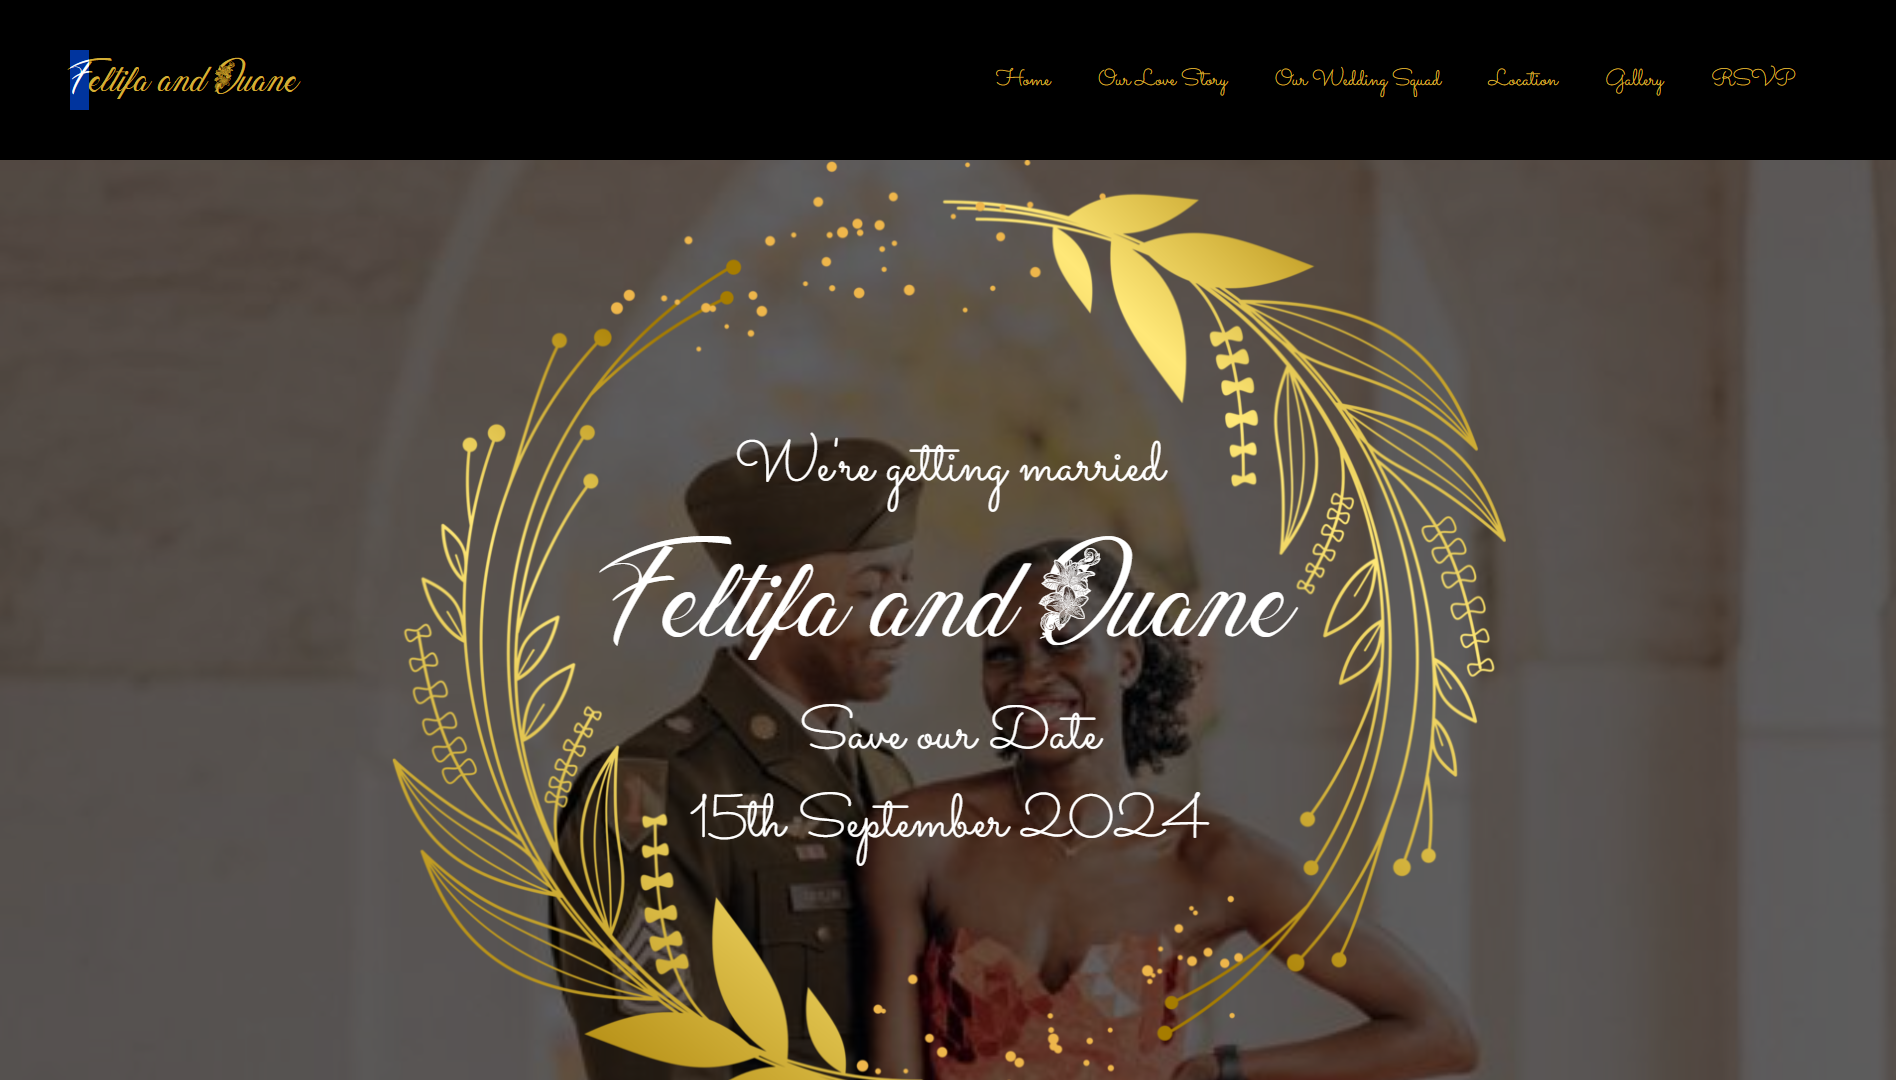 Feltifa and Duane
Home Our Love Story Our Wedding Squad Location Gallery RSVP
We're getting married
Feltifa and Duane
Save our Date
15th September 2024